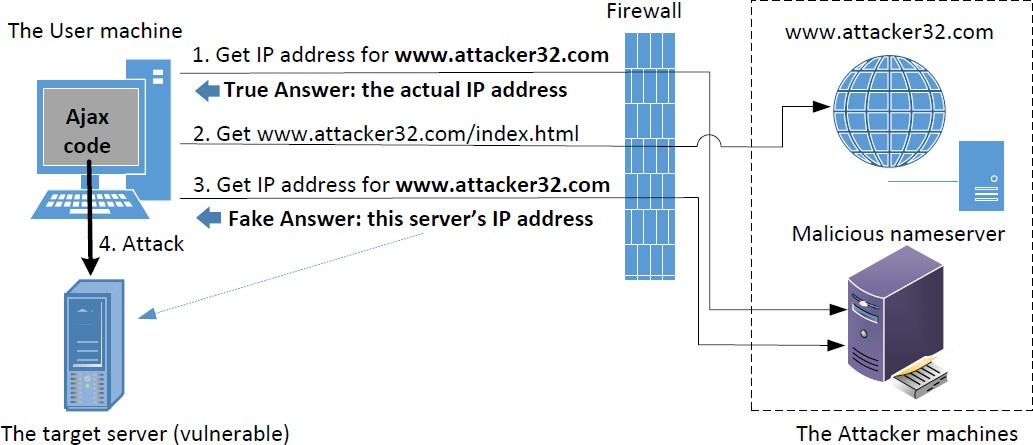 Firewall
The User machine
www.attacker32.com
1. Get IP address for www.attacker32.com
True Answer: the actual IP address
Ajax
code
2. Get www.attacker32.com/index.html
3. Get IP address for www.attacker32.com
Fake Answer: this server's IP address
4. Attack
Malicious nameserver
The target server (vulnerable)
The Attacker machines